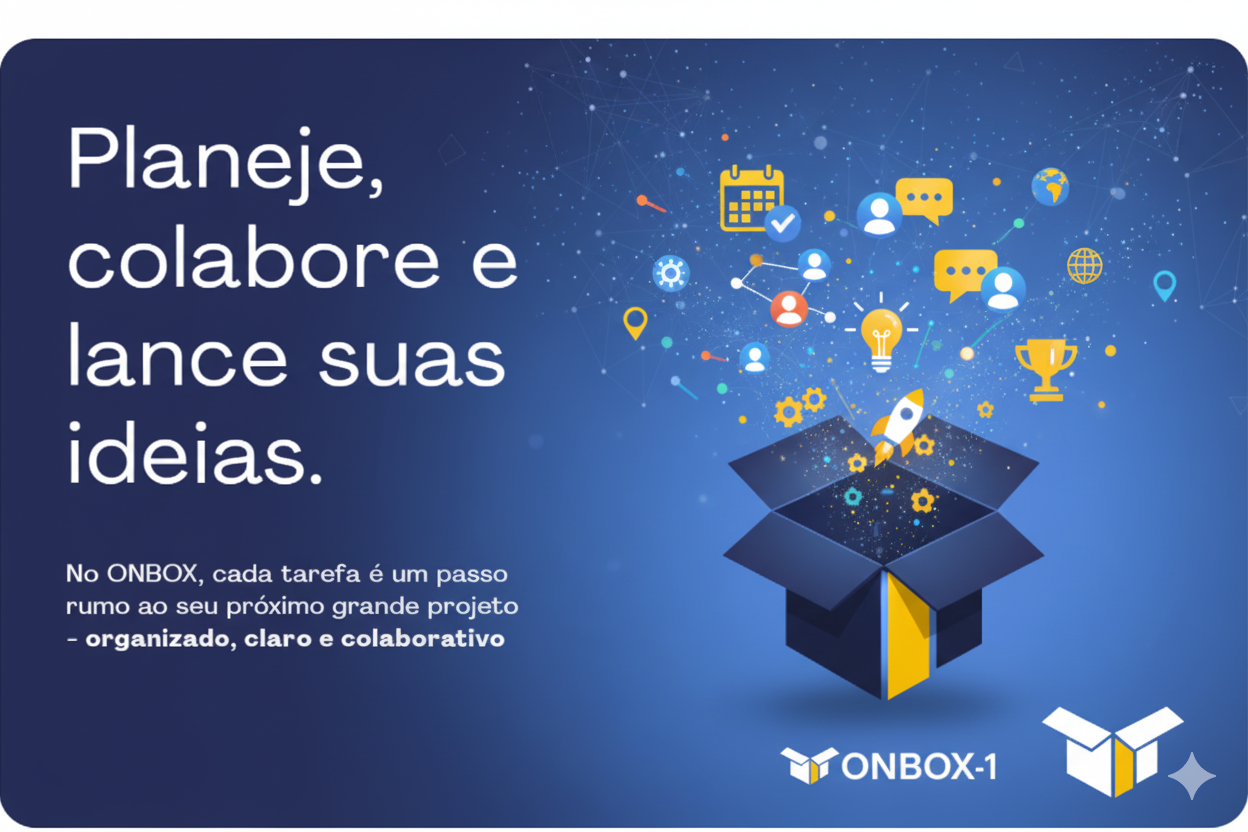 Planeje,
colabore e
lance suas
ideias.
No ONBOX, cada tarefa é um passo
rumo ao seu próximo grande projeto
- organizado, claro e colaborativo
ONBOX-1